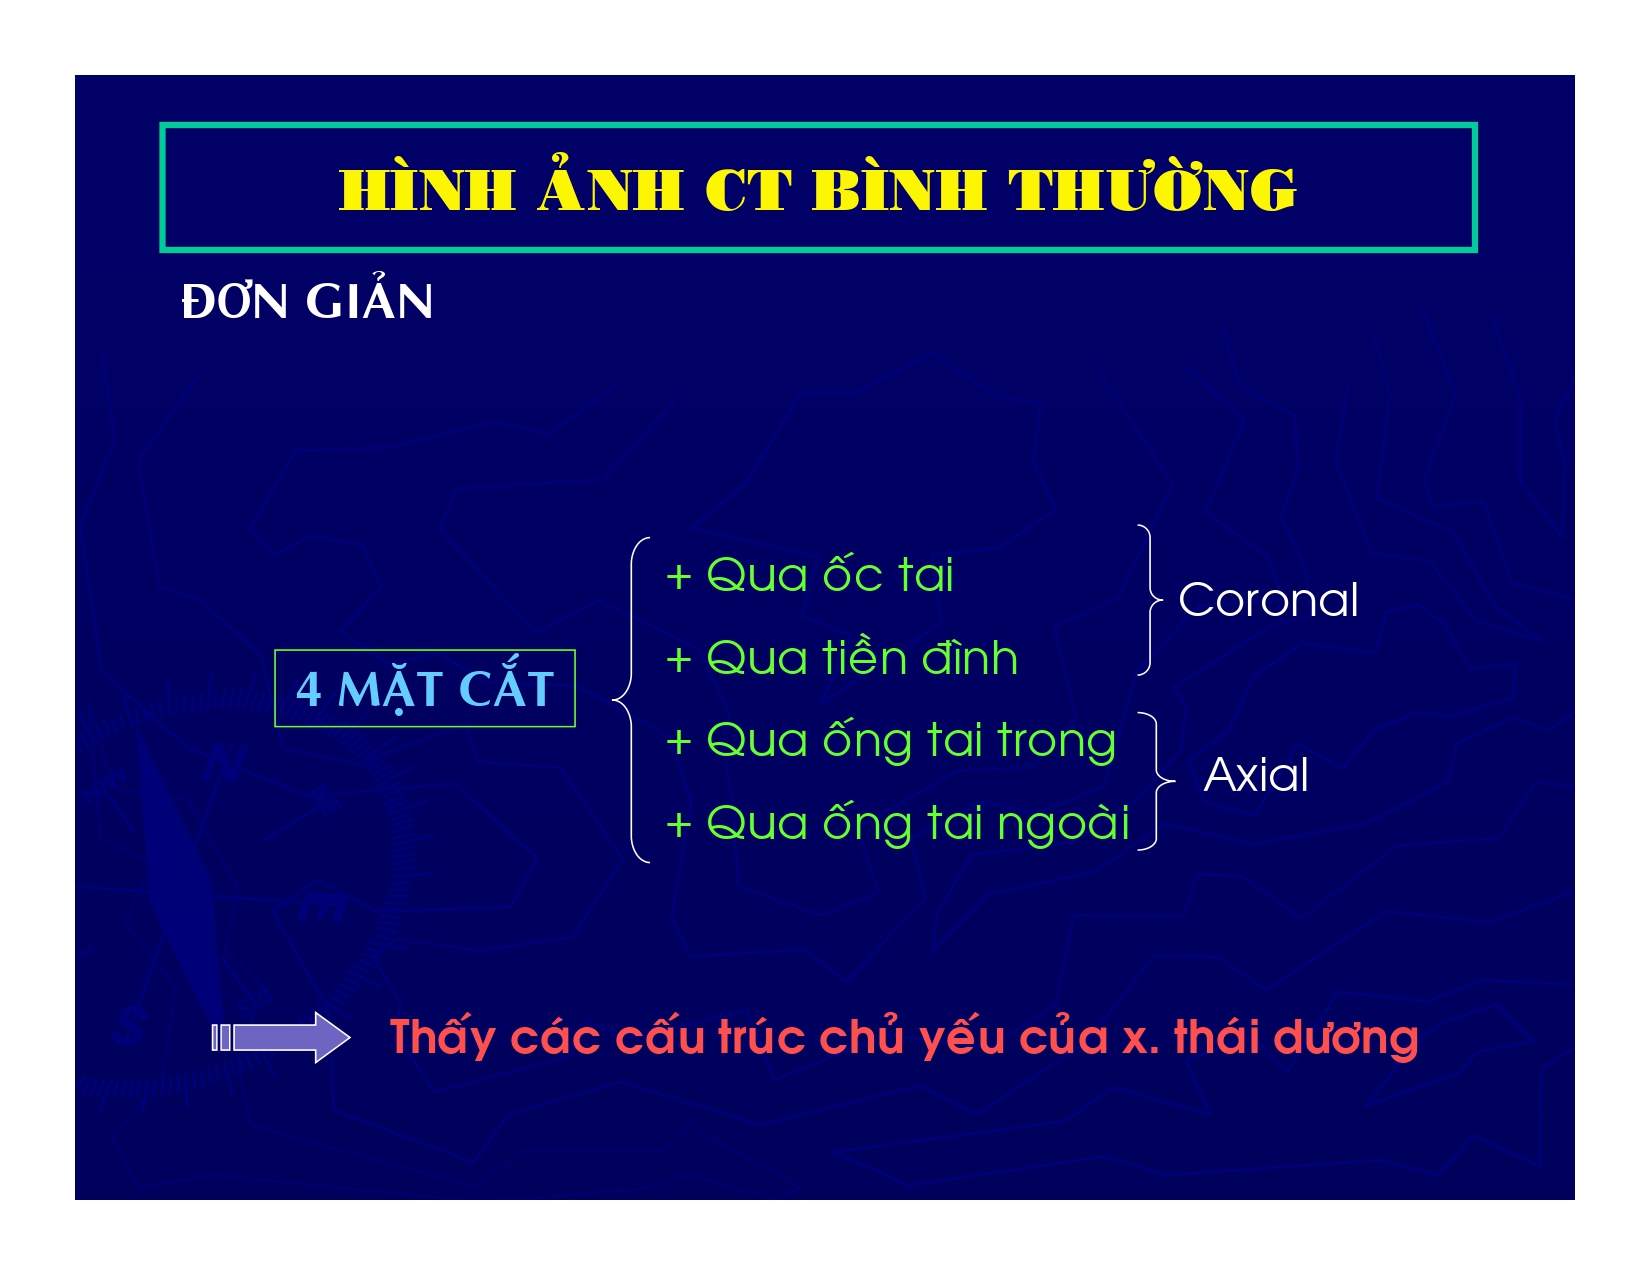 HÌNH ẢNH CT BÌNH THƯỜNG
ĐƠN GIẢN
4 MẶT CẮT
+ Qua ốc tai
+ Qua tiền đình
Coronal
+ Qua ống tai trong
+ Qua ống tai ngoài
Axial
Thấy các cấu trúc chủ yếu của x. thái dương
N
E
S